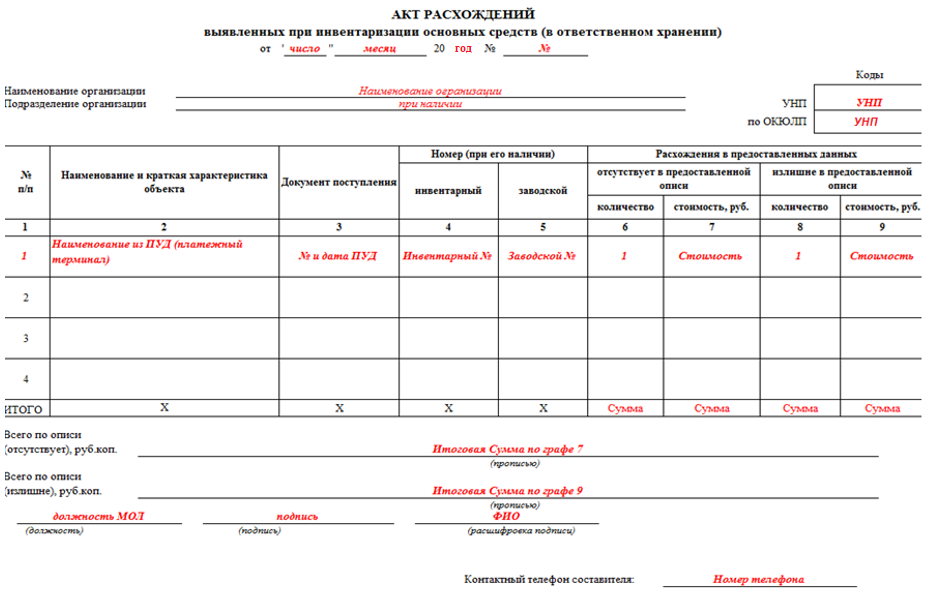 АКТ РАСХОЖДЕНИЙ
выявленных при инвентаризации основных средств (в ответственном хранении)
от " число " месяц 20 год № №
Коды
Наименование организации Наименование огранизации
Подразделение организации при наличии
УНП УНП
по ОКЮЛП УНП
№ п/п
Наименование и краткая характеристика объекта
Документ поступления
Номер (при его наличии)
инвентарный
заводской
Расхождения в предоставленных данных
отсутствует в предоставленной описи
излишне в предоставленной описи
количество стоимость, руб. количество стоимость, руб.
1 2 3 4 5 6 7 8 9
1 Наименование из ПУД (платежный терминал) № и дата ПУД Инвентарный № Заводской № 1 Стоимость 1 Стоимость
2
3
4
ИТОГО Х Х Х Х Сумма Сумма Сумма Сумма
Всего по описи
(отсутствует), руб.коп. Итоговая Сумма по графе 7
(прописью)
Всего по описи
(излишне), руб.коп. Итоговая Сумма по графе 9
(прописью)
должность МОЛ подпись ФИО
(должность) (подпись) (расшифровка подписи)
Контактный телефон составителя: Номер телефона